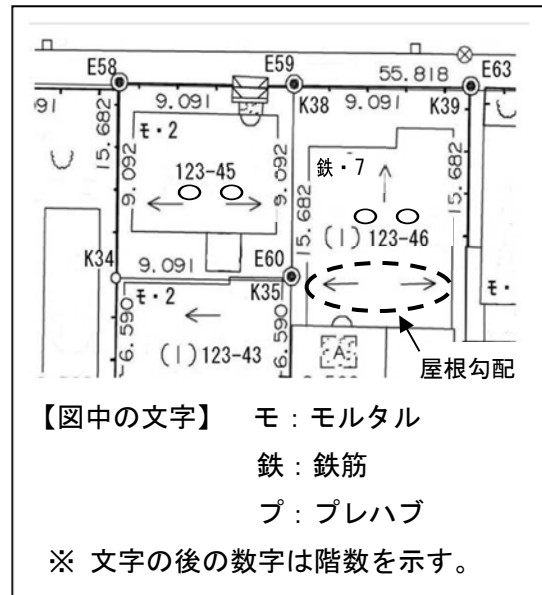 E58 E59 55.818 E63
9.091 K38 9.091 K39
モ・2
15.682 9.092 123-45 9.092 鉄・7
15.682 15.682
(1) 123-46
K34 9.091 E60
モ・2 K35 モ・
6.590 6.590
(1) 123-43 A
屋根勾配
【図中の文字】 モ：モルタル
鉄：鉄筋
プ：プレハブ
※ 文字の後の数字は階数を示す。